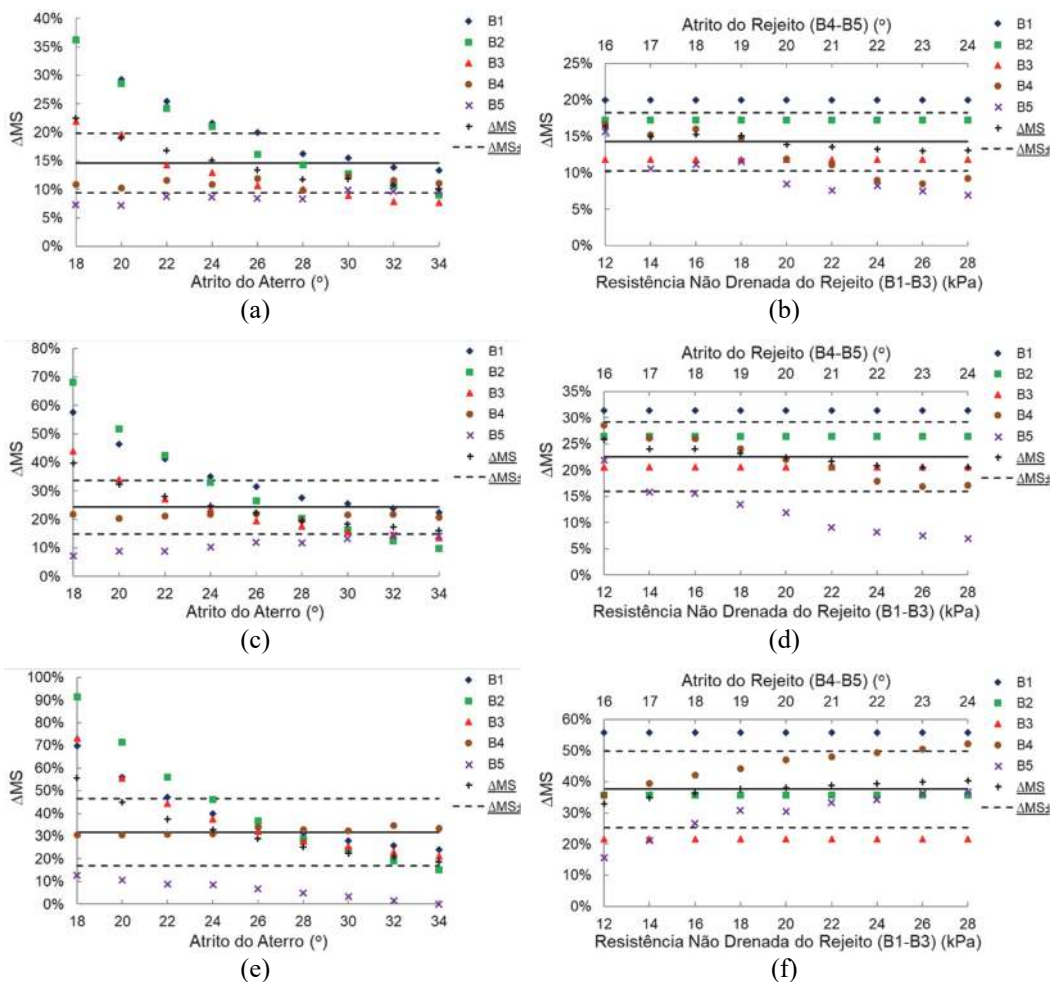 40%
35%
30%
25%
20%
15%
10%
5%
0%
ΔMS
18 20 22 24 26 28 30 32 34
Atrito do Aterro (º)
B1
B2
B3
B4
B5
ΔMS
ΔMS±
(a)
Atrito do Rejeito (B4-B5) (º)
16 17 18 19 20 21 22 23 24
25%
20%
15%
10%
5%
0%
ΔMS
12 14 16 18 20 22 24 26 28
Resistência Não Drenada do Rejeito (B1-B3) (kPa)
B1
B2
B3
B4
B5
ΔMS
ΔMS±
(b)
80%
70%
60%
50%
40%
30%
20%
10%
0%
ΔMS
18 20 22 24 26 28 30 32 34
Atrito do Aterro (º)
B1
B2
B3
B4
B5
ΔMS
ΔMS±
(c)
Atrito do Rejeito (B4-B5) (º)
16 17 18 19 20 21 22 23 24
35%
30%
25%
20%
15%
10%
5%
0%
ΔMS
12 14 16 18 20 22 24 26 28
Resistência Não Drenada do Rejeito (B1-B3) (kPa)
B1
B2
B3
B4
B5
ΔMS
ΔMS±
(d)
100%
90%
80%
70%
60%
50%
40%
30%
20%
10%
0%
ΔMS
18 20 22 24 26 28 30 32 34
Atrito do Aterro (º)
B1
B2
B3
B4
B5
ΔMS
ΔMS±
(e)
Atrito do Rejeito (B4-B5) (º)
16 17 18 19 20 21 22 23 24
60%
50%
40%
30%
20%
10%
0%
ΔMS
12 14 16 18 20 22 24 26 28
Resistência Não Drenada do Rejeito (B1-B3) (kPa)
B1
B2
B3
B4
B5
ΔMS
ΔMS±
(f)